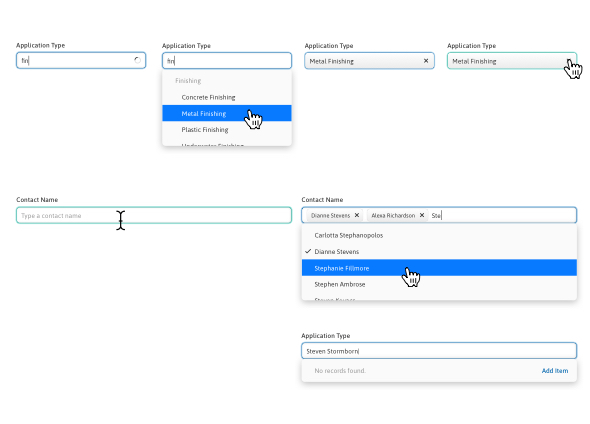 Application Type
fin
Application Type
fin
Finishing
Concrete Finishing
Metal Finishing
Plastic Finishing
Underwater Finishing
Application Type
Metal Finishing
Application Type
Metal Finishing
Contact Name
Type a contact name
Contact Name
Dianne Stevens
Alexa Richardson
Ste
Carlotta Stephanopolos
Dianne Stevens
Stephanie Fillmore
Stephen Ambrose
Application Type
Steven Stormborn
No records found.
Add Item